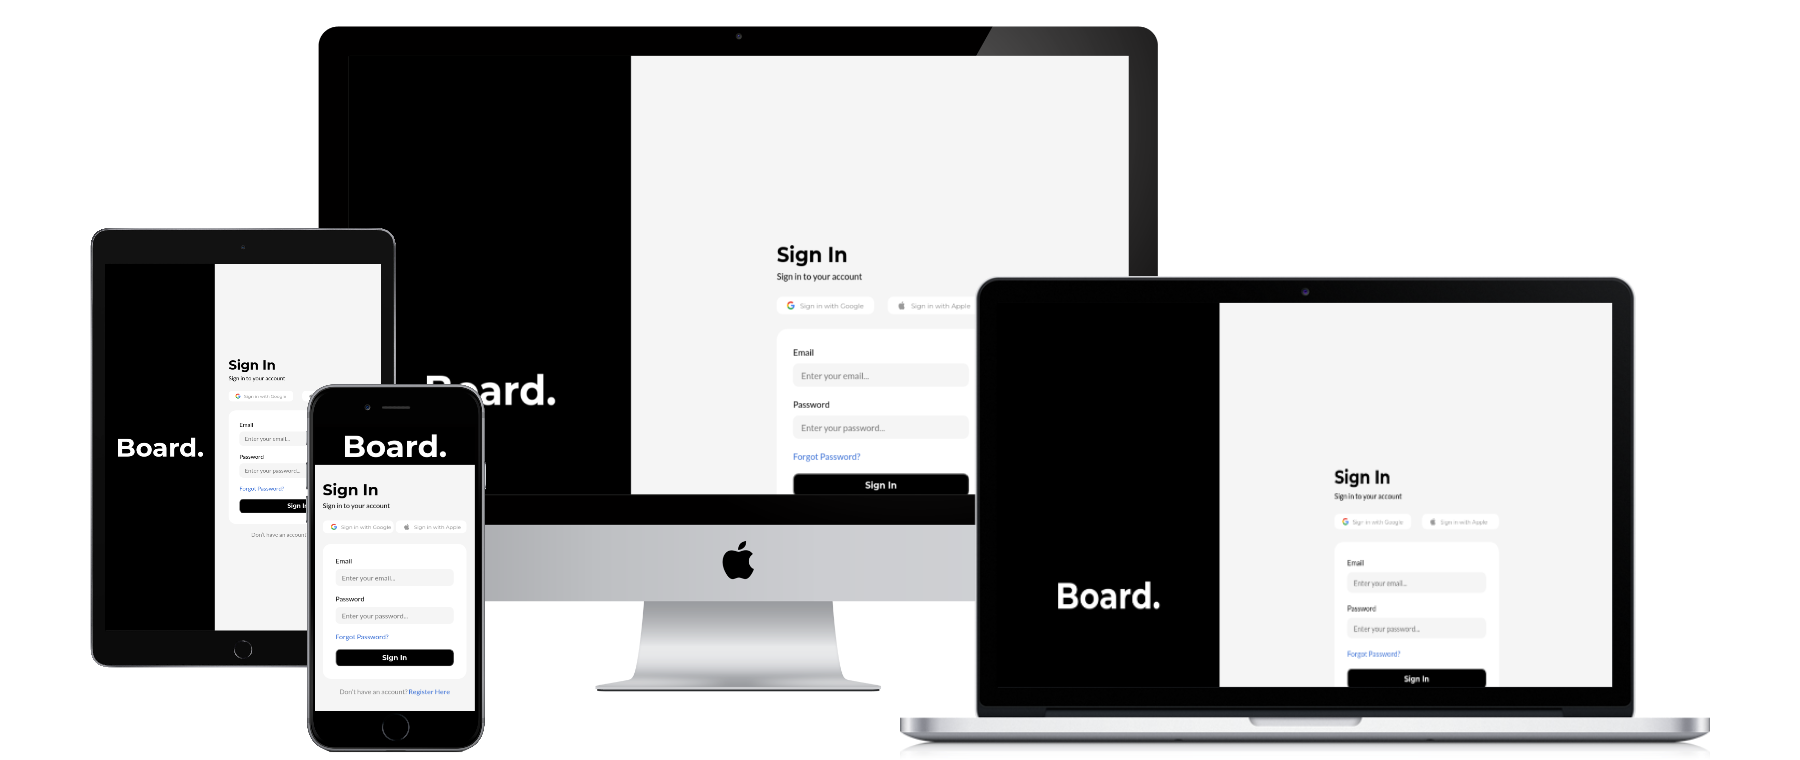 Sign In
Sign in to your account
Sign in with Google
Sign in with Apple
Email
Enter your email...
Password
Enter your password...
Forgot Password?
Sign In
Sign In
Sign in to your account
Sign in with Google
Email
Enter your email...
Password
Enter your password...
Forgot Password?
Sign
Don't have an account
Board.
Board.
Sign In
Sign in to your account
Sign in with Google
Sign in with Apple
Email
Enter your email...
Password
Enter your password...
Forgot Password?
Sign In
Don't have an account? Register Here
Sign In
Sign in to your account
Sign in with Google
Sign in with Apple
Email
Enter your email...
Password
Enter your password...
Forgot Password?
Sign In
Board.